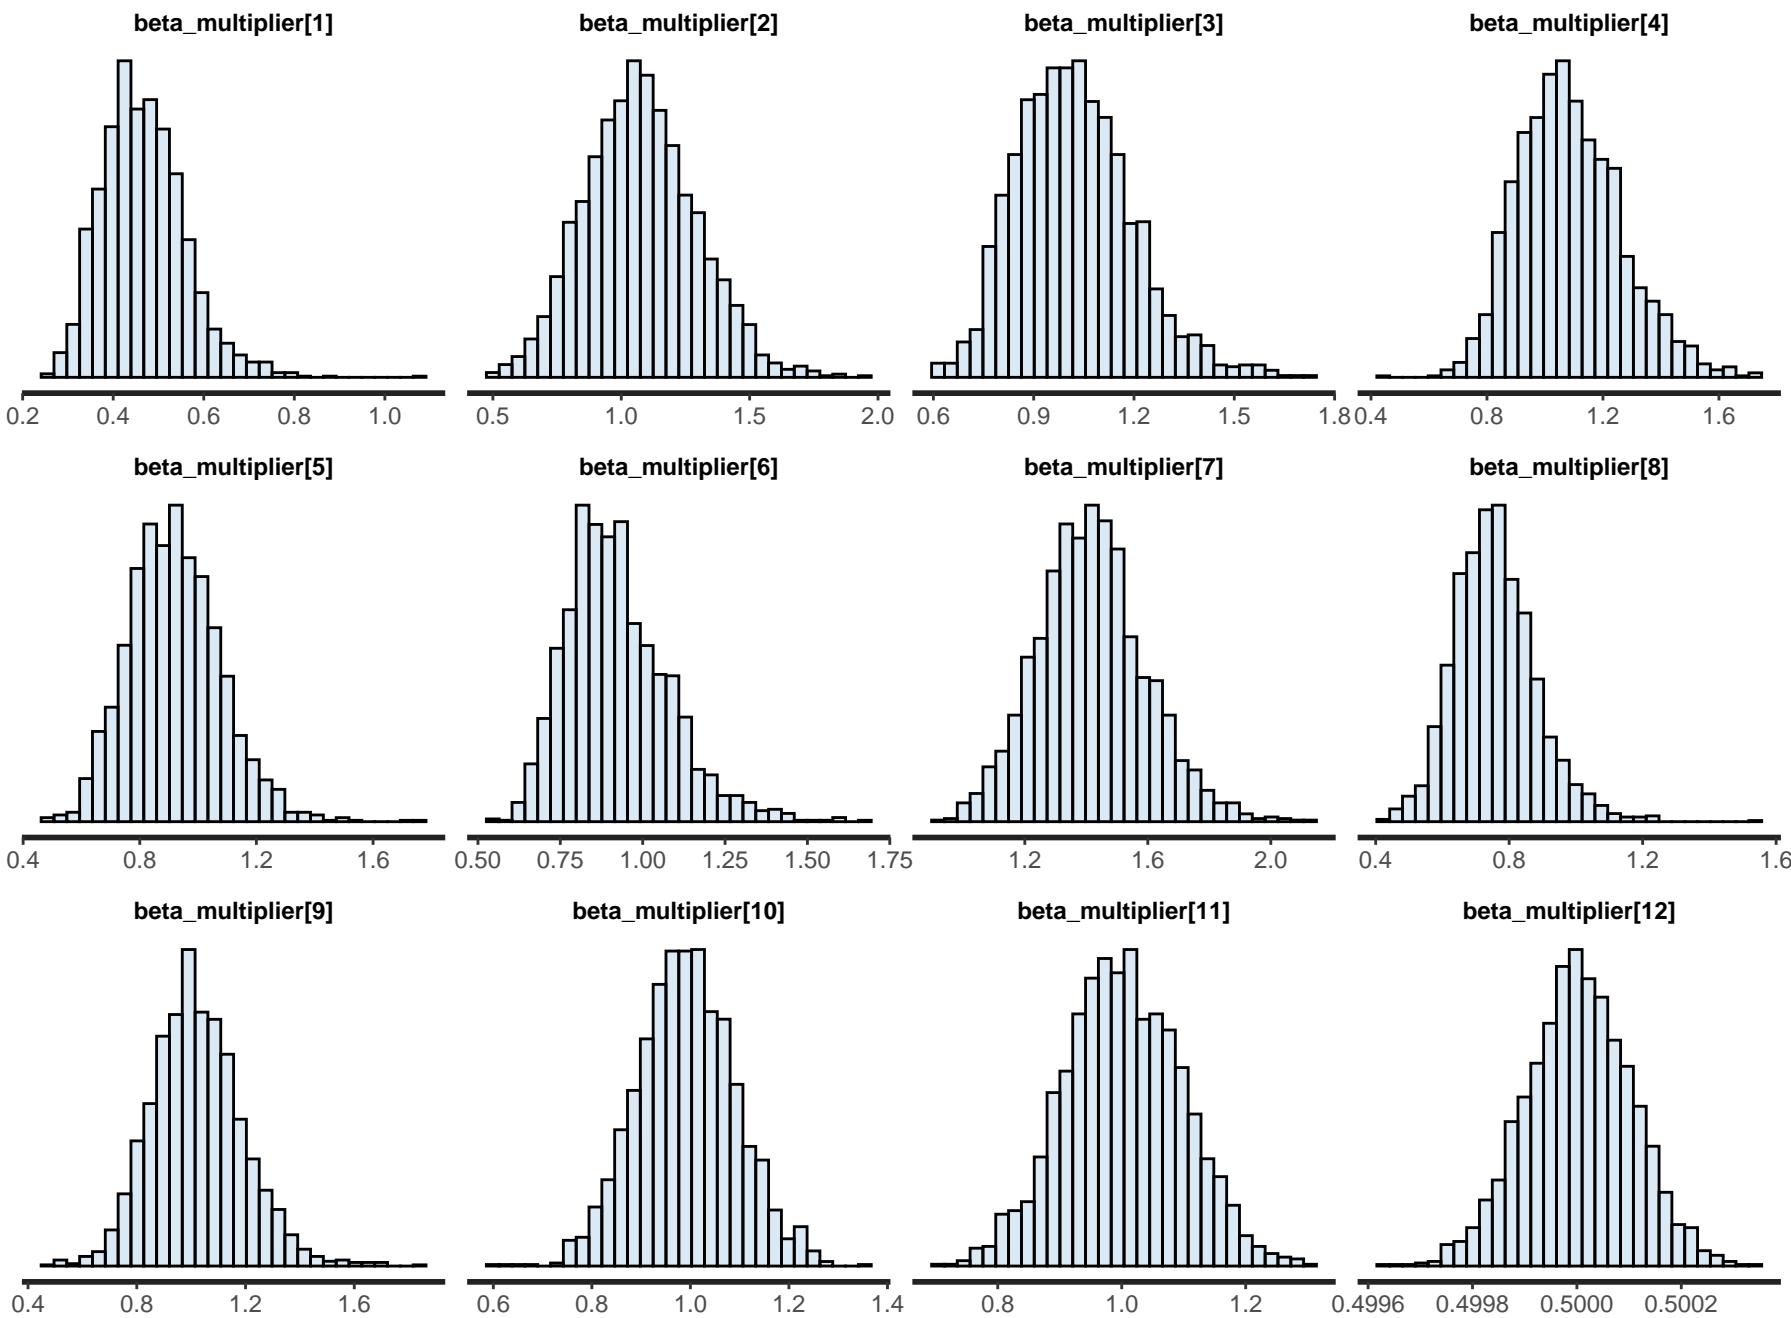 beta_multiplier[1] beta_multiplier[2] beta_multiplier[3] beta_multiplier[4]
0.2 0.4 0.6 0.8 1.0 0.5 1.0 1.5 2.0 0.6 0.9 1.2 1.5 1.8 0.4 0.8 1.2 1.6
beta_multiplier[5] beta_multiplier[6] beta_multiplier[7] beta_multiplier[8]
0.4 0.8 1.2 1.6 0.50 0.75 1.00 1.25 1.50 1.75 1.2 1.6 2.0 0.4 0.8 1.2 1.6
beta_multiplier[9] beta_multiplier[10] beta_multiplier[11] beta_multiplier[12]
0.4 0.8 1.2 1.6 0.6 0.8 1.0 1.2 1.4 0.8 1.0 1.2 0.4996 0.4998 0.5000 0.5002